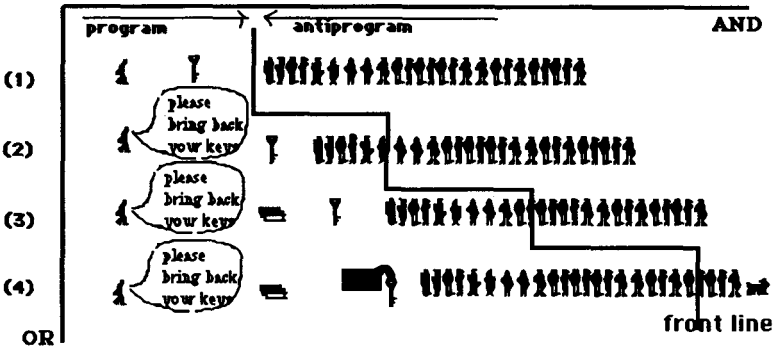 program antiprogram AND
(1)
please
bring back
your keys
(2)
please
bring back
your keys
(3)
please
bring back
your keys
(4)
front line
OR